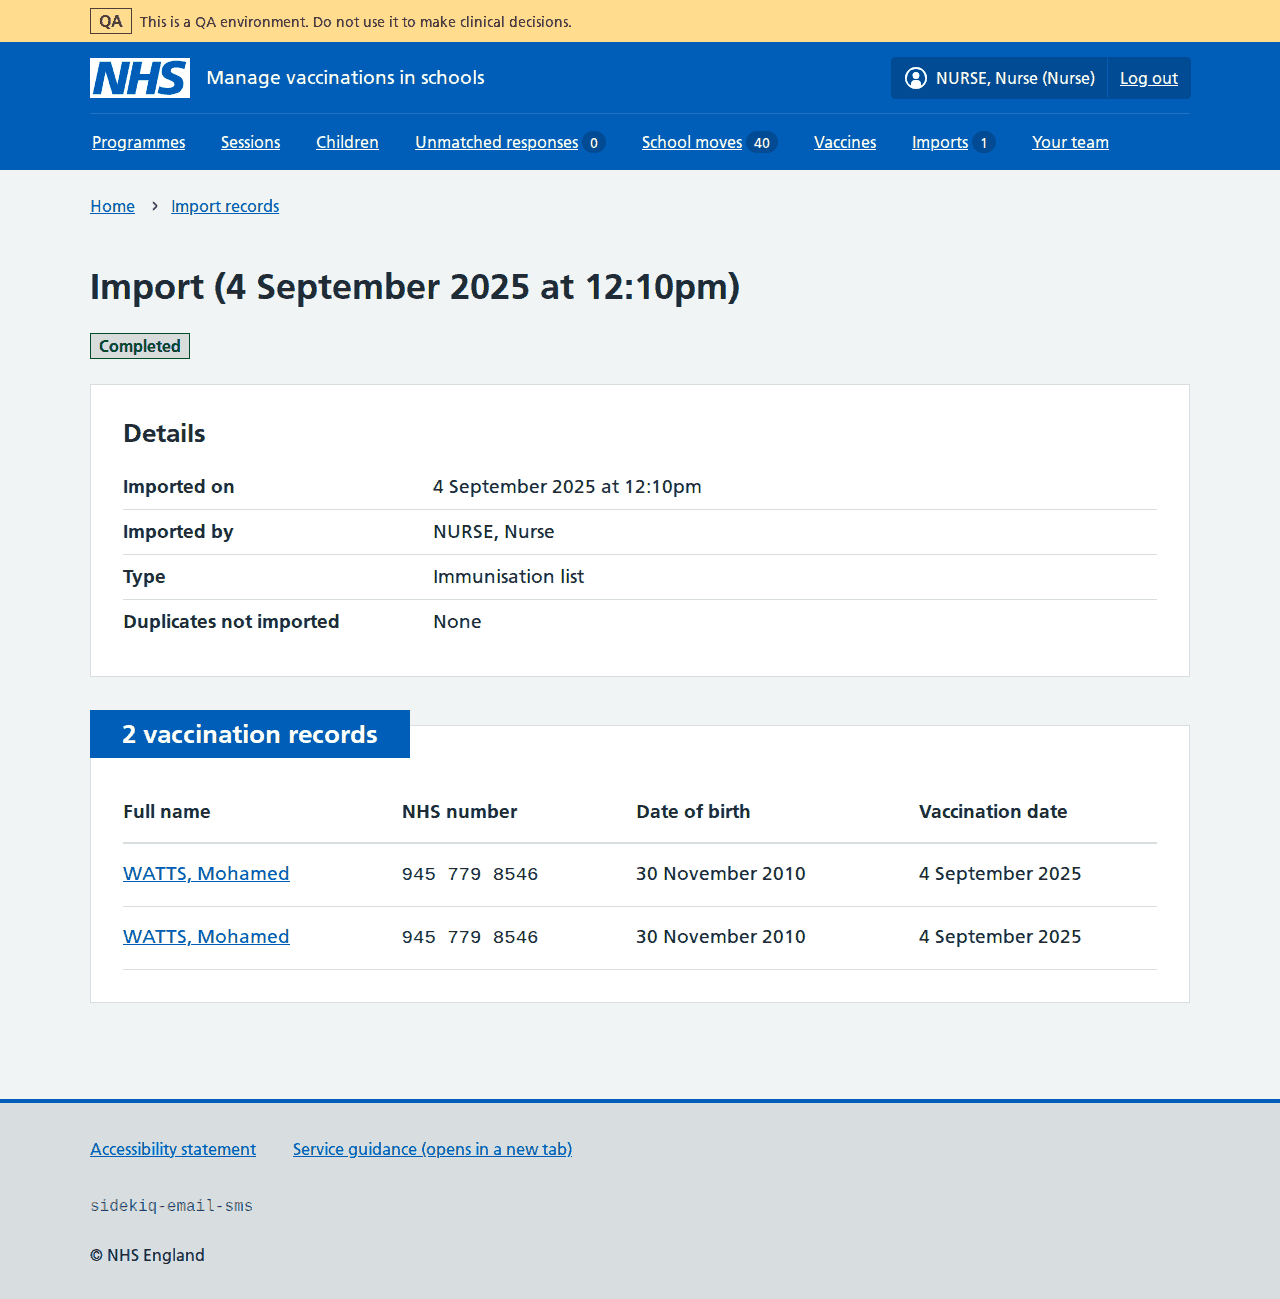 QA This is a QA environment. Do not use it to make clinical decisions.
NHS Manage vaccinations in schools NURSE, Nurse (Nurse) Log out
Programmes Sessions Children Unmatched responses 0 School moves 40 Vaccines Imports 1 Your team
Home Import records
Import (4 September 2025 at 12:10pm)
Completed
Details
Imported on 4 September 2025 at 12:10pm
Imported by NURSE, Nurse
Type Immunisation list
Duplicates not imported None
2 vaccination records
Full name NHS number Date of birth Vaccination date
WATTS, Mohamed 945 779 8546 30 November 2010 4 September 2025
WATTS, Mohamed 945 779 8546 30 November 2010 4 September 2025
Accessibility statement Service guidance (opens in a new tab)
sidekiq-email-sms
© NHS England